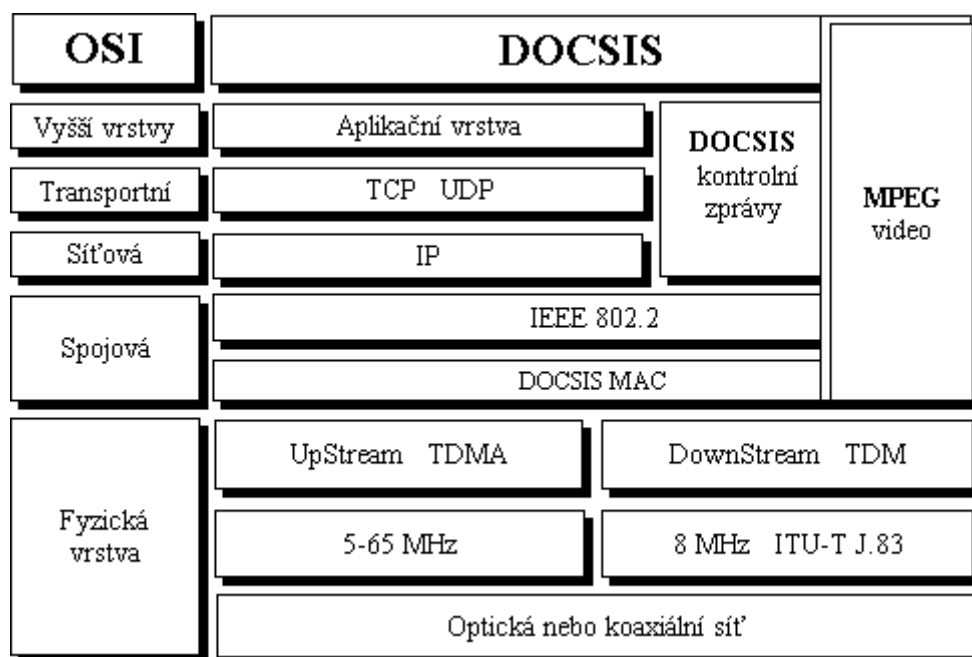 OSI
DOCSIS
Vyšší vrstvy
Aplikační vrstva
DOCSIS
kontrolní
zprávy
MPEG
video
Transportní
TCP UDP
Síťová
IP
Spojová
IEEE 802.2
DOCSIS MAC
Fyzická
vrstva
UpStream TDMA
DownStream TDM
5-65 MHz
8 MHz ITU-T J.83
Optická nebo koaxiální síť